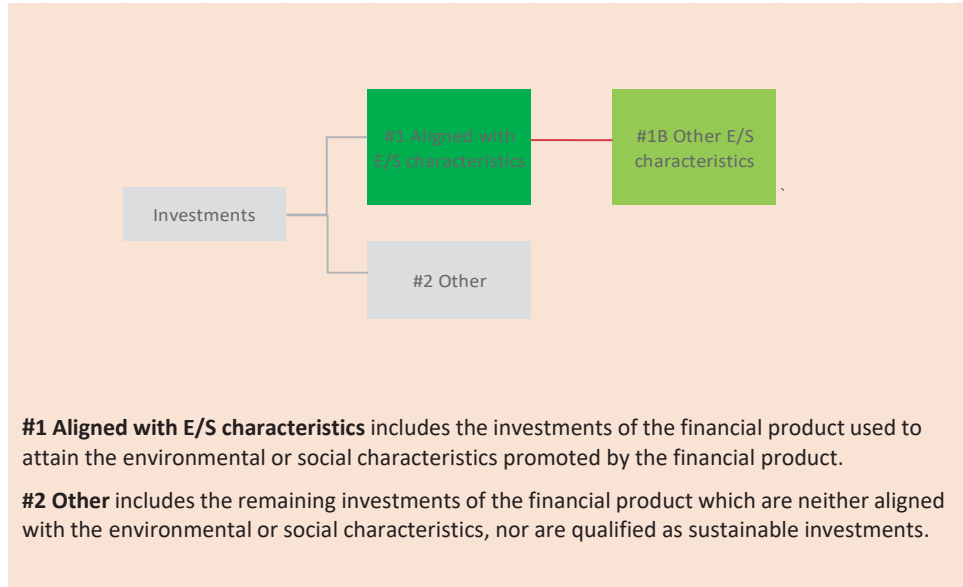 #1 Aligned with
E/S characteristics
#1B Other E/S
characteristics
`
Investments
#2 Other
#1 Aligned with E/S characteristics includes the investments of the financial product used to
attain the environmental or social characteristics promoted by the financial product.
#2 Other includes the remaining investments of the financial product which are neither aligned
with the environmental or social characteristics, nor are qualified as sustainable investments.